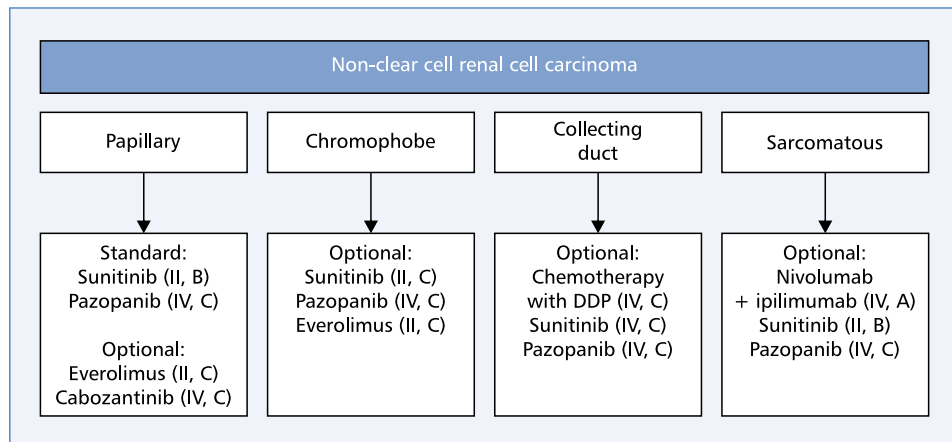 Non-clear cell renal cell carcinoma
Papillary
Chromophobe
Collecting
duct
Sarcomatous
Standard:
Sunitinib (II, B)
Pazopanib (IV, C)
Optional:
Everolimus (II, C)
Cabozantinib (IV, C)
Optional:
Sunitinib (II, C)
Pazopanib (IV, C)
Everolimus (II, C)
Optional:
Chemotherapy
with DDP (IV, C)
Sunitinib (IV, C)
Pazopanib (IV, C)
Optional:
Nivolumab
+ ipilimumab (IV, A)
Sunitinib (II, B)
Pazopanib (IV, C)